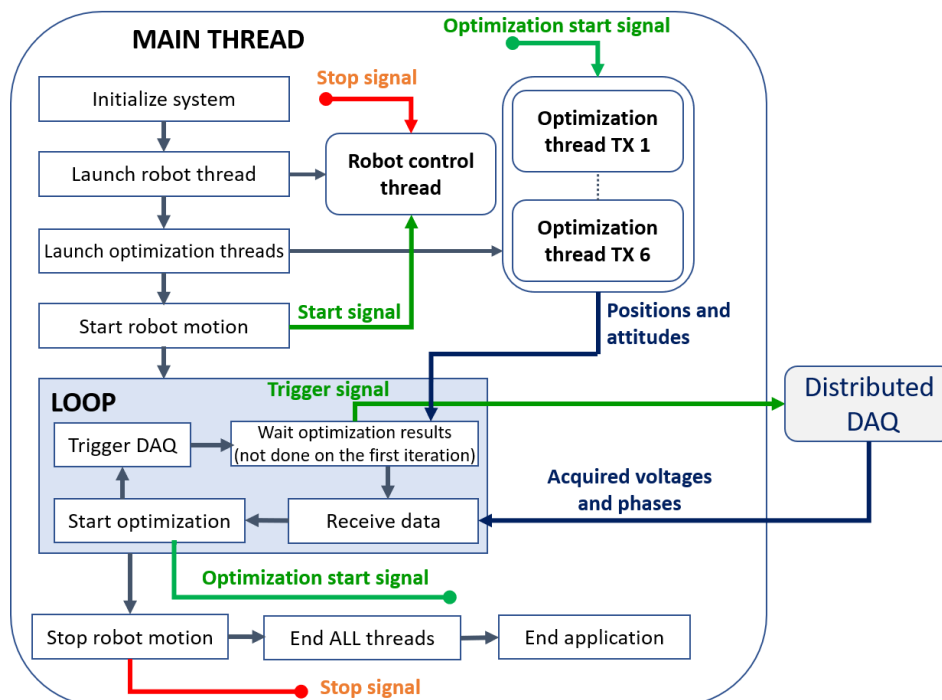 MAIN THREAD
Optimization start signal
Stop signal
Initialize system
Optimization
thread TX 1
Robot control
thread
Launch robot thread
Optimization
thread TX 6
Launch optimization threads
Start signal
Start robot motion
Positions and
attitudes
Trigger signal
LOOP
Distributed
DAQ
Trigger DAQ
Wait optimization results
(not done on the first iteration)
Acquired voltages
and phases
Start optimization
Receive data
Optimization start signal
Stop robot motion
End ALL threads
End application
Stop signal